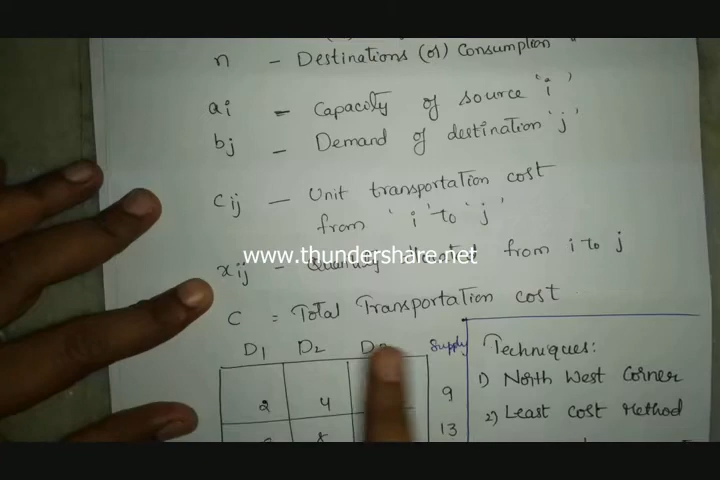 n - Destinations (or) Consumption "
ai - Capacity of source 'i'
bj - Demand of destination 'j'
cij - Unit transportation cost
from 'i' to 'j'
www.thundershare.net
xij - Quantity from i to j
C = Total Transportation cost
D1 D2 Supply
2 4 9
13
Techniques:
1) North West Corner
2) Least cost Method